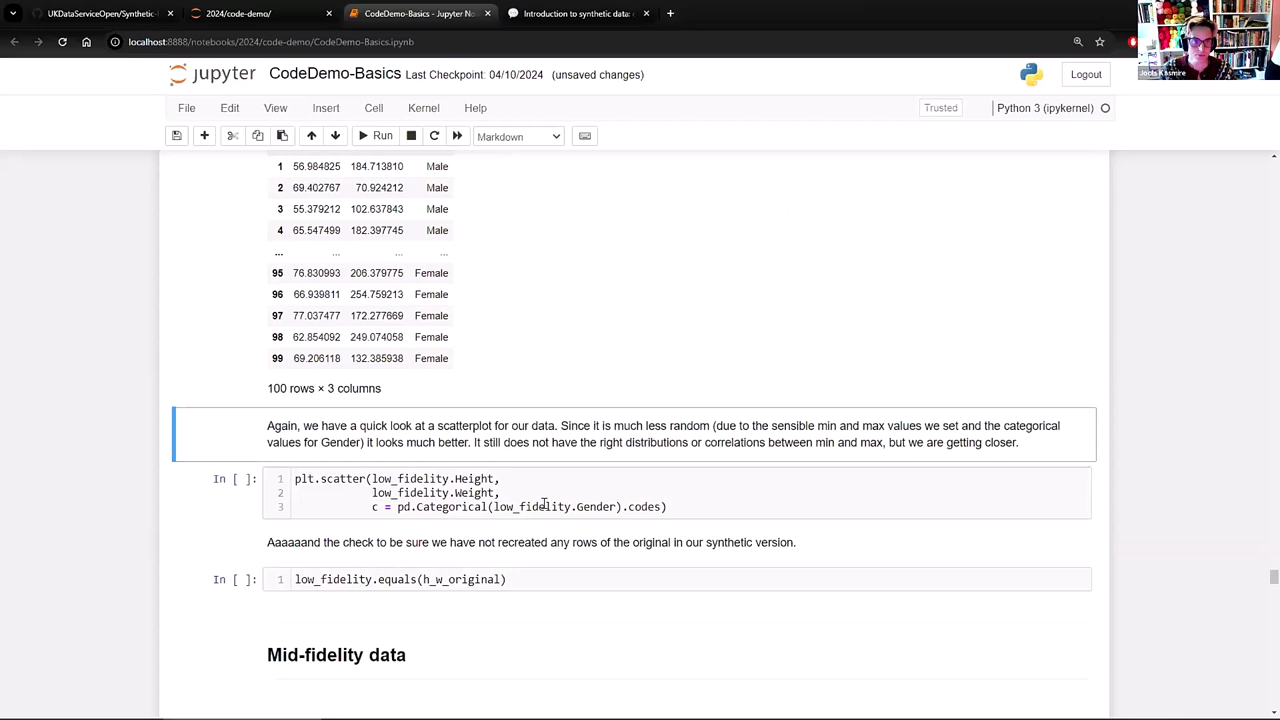 UKDataServiceOpen/Synthetic-
2024/code-demo/
CodeDemo-Basics - Jupyter No
Introduction to synthetic data:
localhost:8888/notebooks/2024/code-demo/CodeDemo-Basics.ipynb
Jools Kasmire
jupyter CodeDemo-Basics Last Checkpoint: 04/10/2024 (unsaved changes)
Logout
File Edit View Insert Cell Kernel Help
Trusted
Python 3 (ipykernel)
Run
Markdown
1 56.984825 184.713810 Male
2 69.402767 70.924212 Male
3 55.379212 102.637843 Male
4 65.547499 182.397745 Male
... ... ... ...
95 76.830993 206.379775 Female
96 66.939811 254.759213 Female
97 77.037477 172.277669 Female
98 62.854092 249.074058 Female
99 69.206118 132.385938 Female
100 rows × 3 columns
Again, we have a quick look at a scatterplot for our data. Since it is much less random (due to the sensible min and max values we set and the categorical
values for Gender) it looks much better. It still does not have the right distributions or correlations between min and max, but we are getting closer.
In [ ]: 1 plt.scatter(low_fidelity.Height,
2 low_fidelity.Weight,
3 c = pd.Categorical(low_fidelity.Gender).codes)
Aaaaaand the check to be sure we have not recreated any rows of the original in our synthetic version.
In [ ]: 1 low_fidelity.equals(h_w_original)
Mid-fidelity data